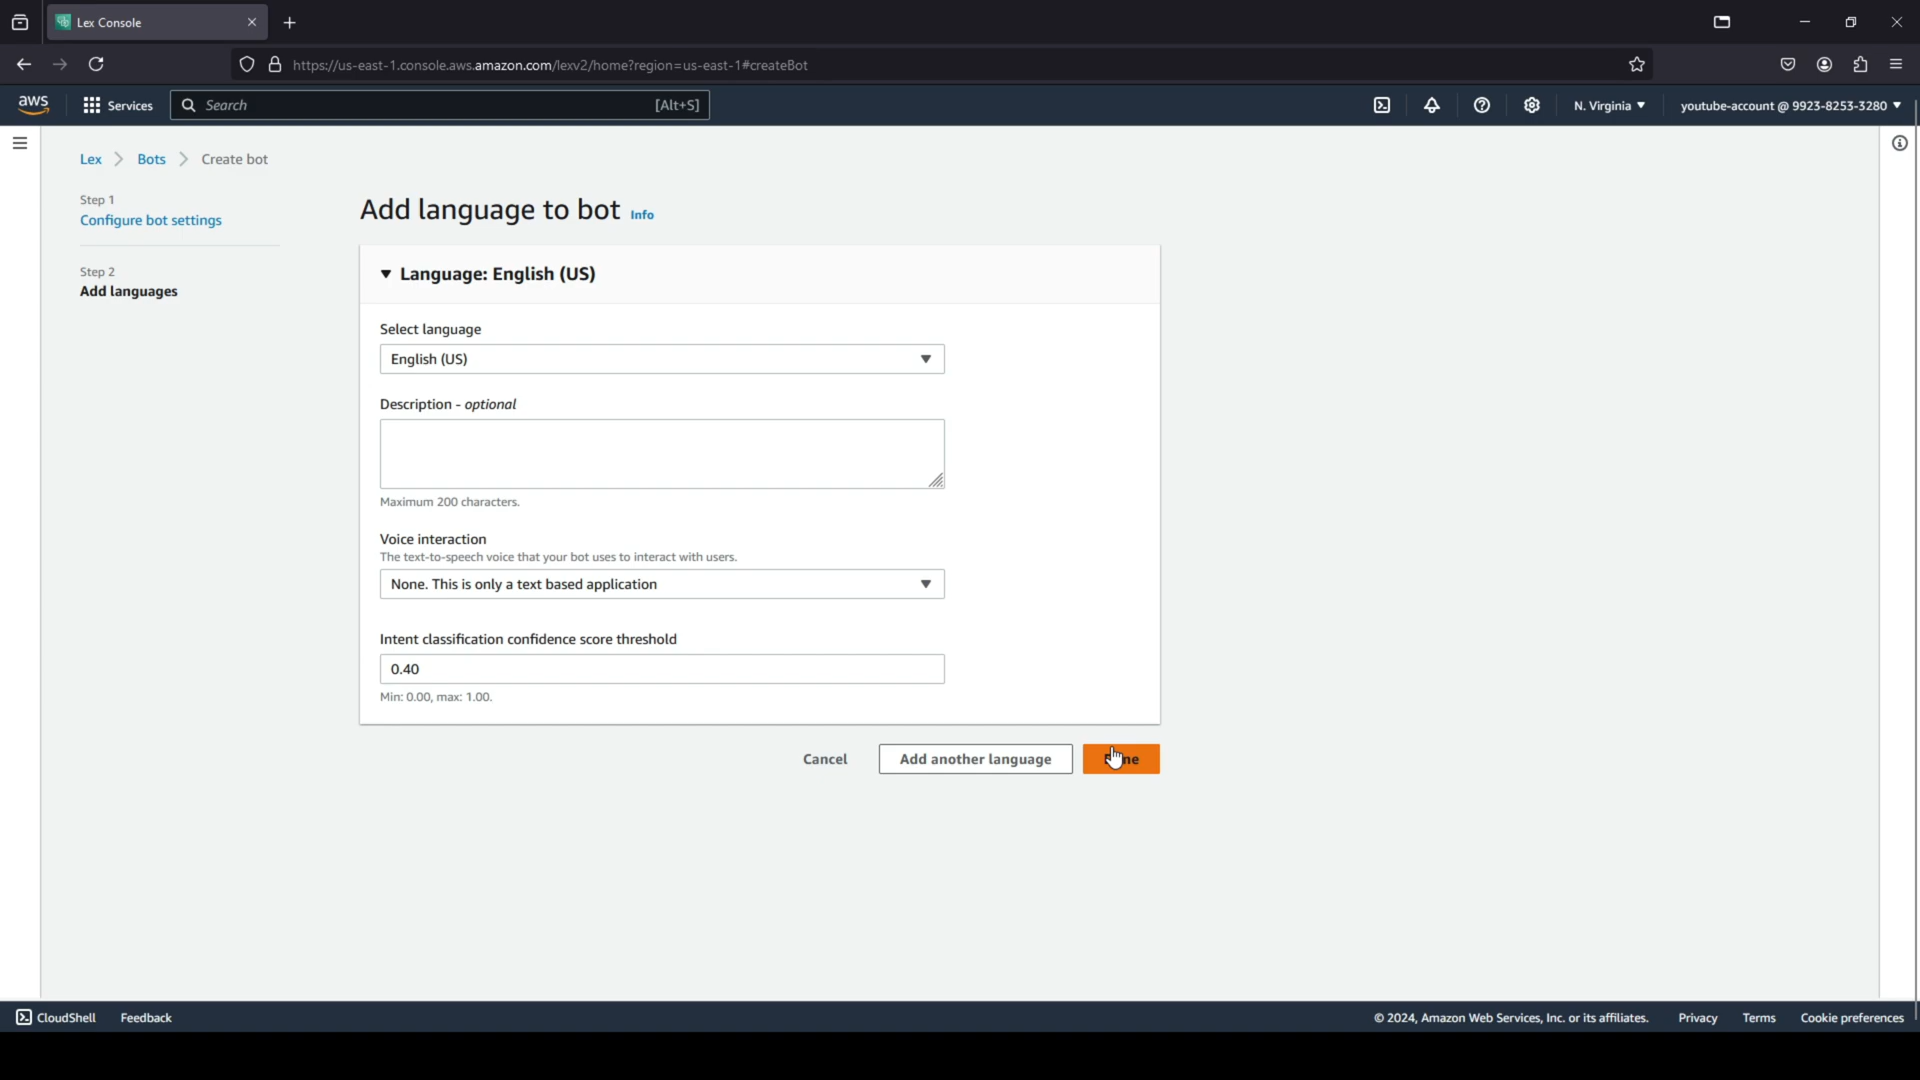 Lex Console
https://us-east-1.console.aws.amazon.com/lexv2/home?region=us-east-1#createBot
aws
Services
Search
[Alt+S]
N. Virginia
youtube-account @ 9923-8253-3280
Lex
Bots
Create bot
Step 1
Configure bot settings
Step 2
Add languages
Add language to bot Info
Language: English (US)
Select language
English (US)
Description - optional
Maximum 200 characters.
Voice interaction
The text-to-speech voice that your bot uses to interact with users.
None. This is only a text based application
Intent classification confidence score threshold
0.40
Min: 0.00, max: 1.00.
Cancel
Add another language
CloudShell
Feedback
© 2024, Amazon Web Services, Inc. or its affiliates.
Privacy
Terms
Cookie preferences